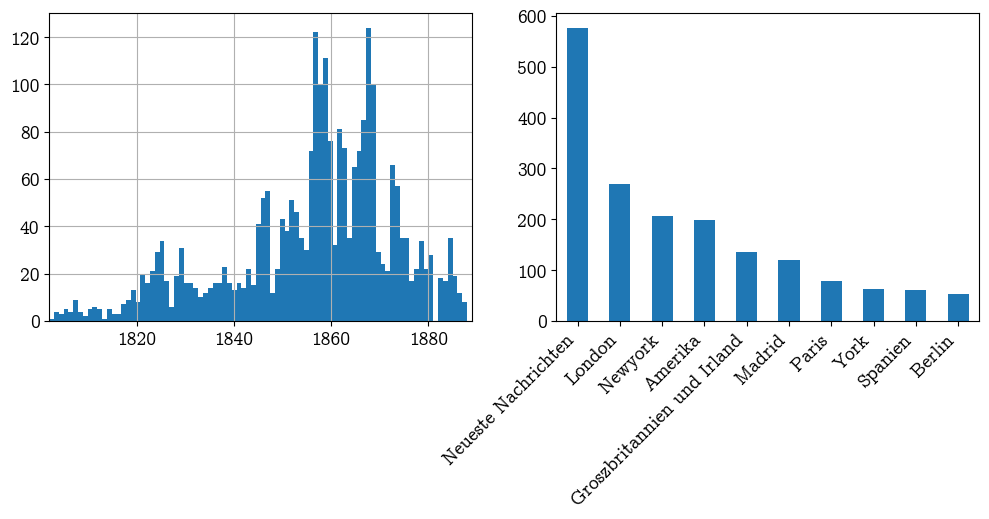 120
100
80
60
40
20
0
1820 1840 1860 1880
600
500
400
300
200
100
0
Neueste Nachrichten
London
Newyork
Amerika
Groszbritannien und Irland
Madrid
Paris
York
Spanien
Berlin